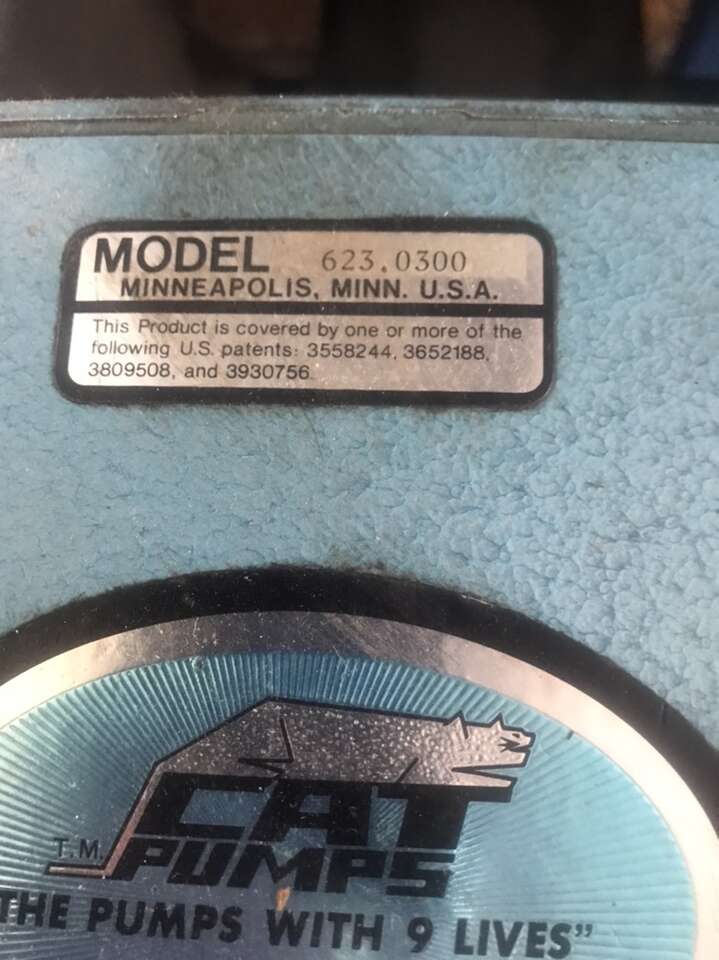 MODEL 623.0300
MINNEAPOLIS, MINN. U.S.A.
This Product is covered by one or more of the
following U.S. patents: 3558244, 3652188,
3809508, and 3930756.
CAT
T.M. PUMPS
THE PUMPS WITH 9 LIVES”